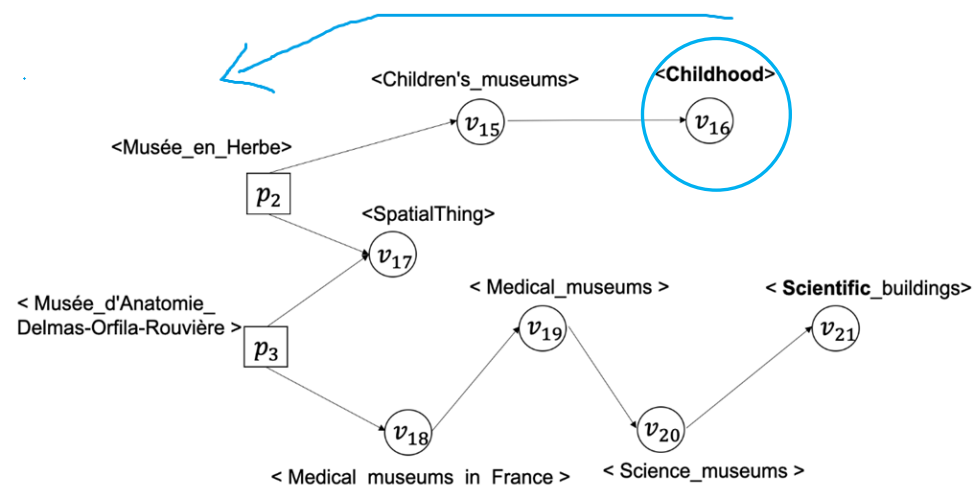 <Children's_museums>
<Childhood>
v₁₅
v₁₆
<Musée_en_Herbe>
p₂
<SpatialThing>
v₁₇
< Musée_d'Anatomie_
Delmas-Orfila-Rouvière >
p₃
< Medical_museums >
v₁₉
< Scientific_buildings>
v₂₁
v₁₈
v₂₀
< Medical museums in France >
< Science_museums >